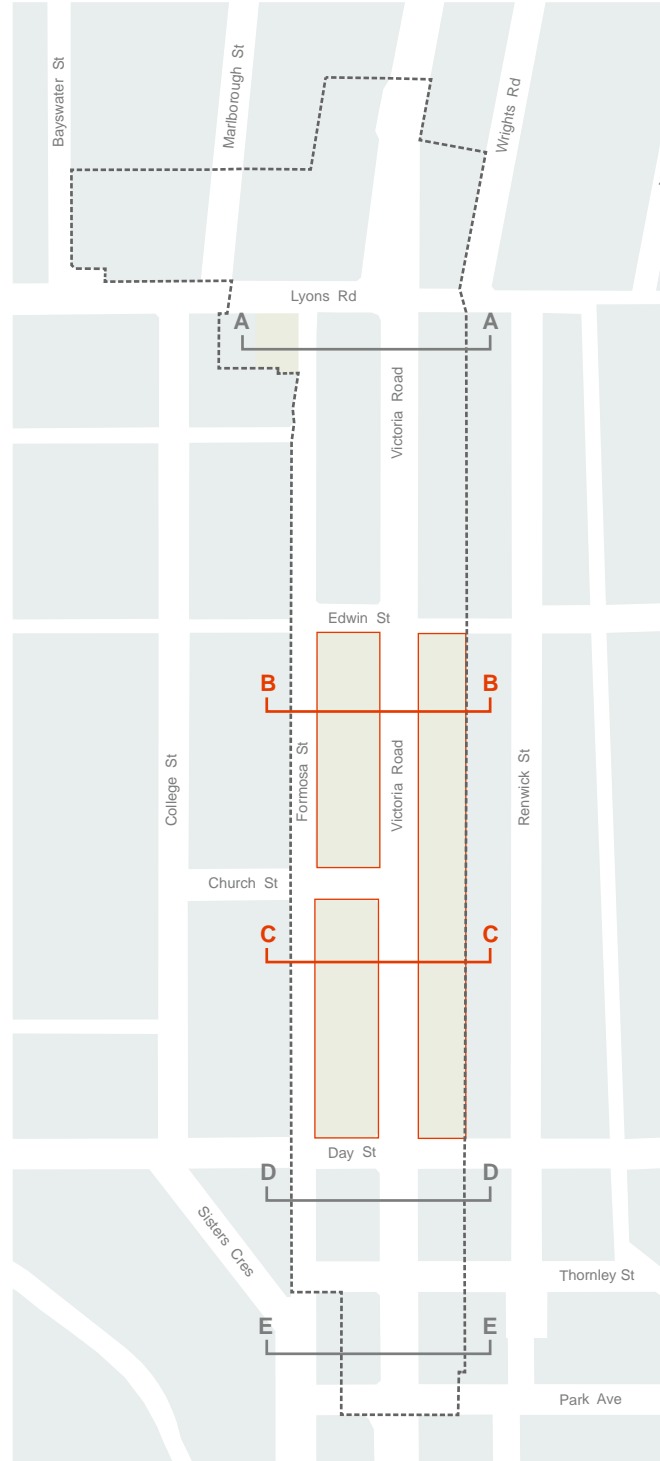 Bayswater St
Marlborough St
Wrights Rd
Lyons Rd
A A
Victoria Road
Edwin St
B B
College St
Formosa St
Victoria Road
Renwick St
Church St
C C
Day St
D D
Sisters Cres
Thornley St
E E
Park Ave